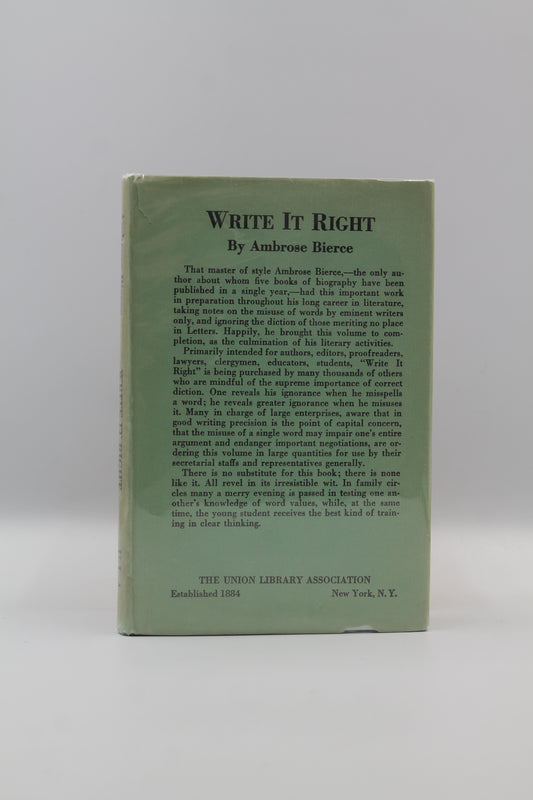 WRITE IT RIGHT
By Ambrose Bierce
That master of style Ambrose Bierce,—the only au-
thor about whom five books of biography have been
published in a single year,—had this important work
in preparation throughout his long career in literature,
taking notes on the misuse of words by eminent writers
only, and ignoring the diction of those meriting no place
in Letters. Happily, he brought this volume to com-
pletion, as the culmination of his literary activities.
Primarily intended for authors, editors, proofreaders,
lawyers, clergymen, educators, students, “Write It
Right” is being purchased by many thousands of others
who are mindful of the supreme importance of correct
diction. One reveals his ignorance when he misspells
a word; he reveals greater ignorance when he misuses
it. Many in charge of large enterprises, aware that in
good writing precision is the point of capital concern,
that the misuse of a single word may impair one’s entire
argument and endanger important negotiations, are or-
dering this volume in large quantities for use by their
secretarial staffs and representatives generally.
There is no substitute for this book; there is none
like it. All revel in its irresistible wit. In family cir-
cles many a merry evening is passed in testing one an-
other’s knowledge of word values, while, at the same
time, the young student receives the best kind of train-
ing in clear thinking.
THE UNION LIBRARY ASSOCIATION
Established 1884 New York, N. Y.
WRITE IT RIGHT